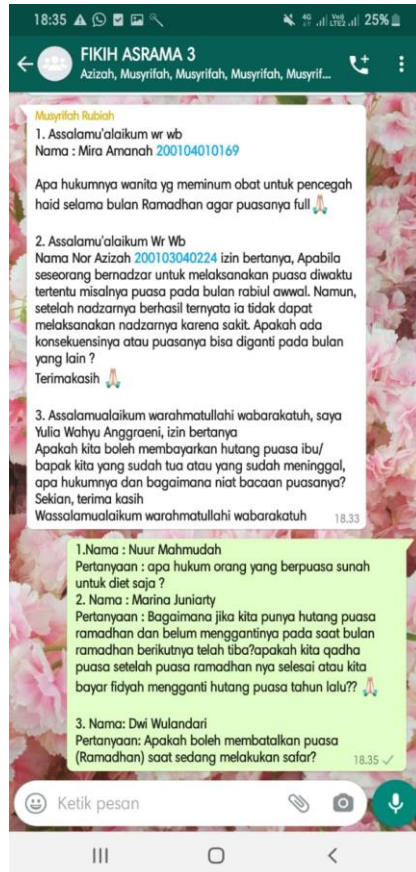 18:35
4G
Vo))
LTE2
25%
FIKIH ASRAMA 3
Azizah, Musyrifah, Musyrifah, Musyrifah, Musyrif...
Musyrifah Rubiah
1. Assalamu'alaikum wr wb
Nama : Mira Amanah 200104010169
Apa hukumnya wanita yg meminum obat untuk pencegah
haid selama bulan Ramadhan agar puasanya full 🙏🏻
2. Assalamu'alaikum Wr Wb
Nama Nor Azizah 200103040224 izin bertanya, Apabila
seseorang bernadzar untuk melaksanakan puasa diwaktu
tertentu misalnya puasa pada bulan rabiul awwal. Namun,
setelah nadzarnya berhasil ternyata ia tidak dapat
melaksanakan nadzarnya karena sakit. Apakah ada
konsekuensinya atau puasanya bisa diganti pada bulan
yang lain ?
Terimakasih 🙏🏻
3. Assalamualaikum warahmatullahi wabarakatuh, saya
Yulia Wahyu Anggraeni, izin bertanya
Apakah kita boleh membayarkan hutang puasa ibu/
bapak kita yang sudah tua atau yang sudah meninggal,
apa hukumnya dan bagaimana niat bacaan puasanya?
Sekian, terima kasih
Wassalamualaikum warahmatullahi wabarakatuh
18.33
1.Nama : Nuur Mahmudah
Pertanyaan : apa hukum orang yang berpuasa sunah
untuk diet saja ?
2. Nama : Marina Juniarty
Pertanyaan : Bagaimana jika kita punya hutang puasa
ramadhan dan belum menggantinya pada saat bulan
ramadhan berikutnya telah tiba?apakah kita qadha
puasa setelah puasa ramadhan nya selesai atau kita
bayar fidyah mengganti hutang puasa tahun lalu?? 🙏🏻
3. Nama: Dwi Wulandari
Pertanyaan: Apakah boleh membatalkan puasa
(Ramadhan) saat sedang melakukan safar?
18.35
Ketik pesan